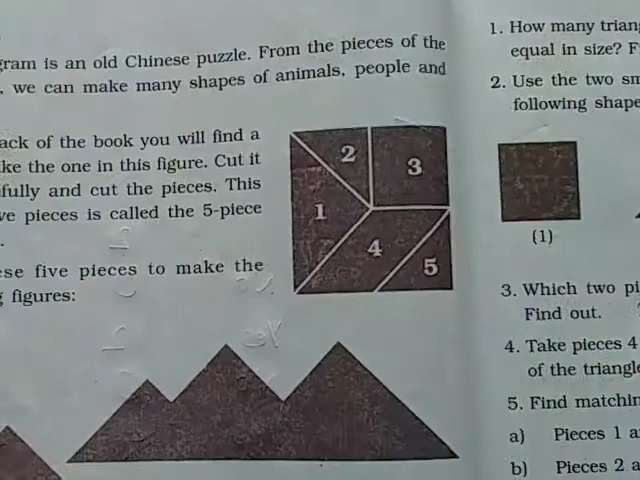 gram is an old Chinese puzzle. From the pieces of the
, we can make many shapes of animals, people and
ack of the book you will find a
ke the one in this figure. Cut it
fully and cut the pieces. This
ve pieces is called the 5-piece
.
ese five pieces to make the
g figures:
2
3
1
4
5
1. How many triang
equal in size? F
2. Use the two sm
following shape
(1)
3. Which two pi
Find out.
4. Take pieces 4
of the triangle
5. Find matchin
a) Pieces 1 a
b) Pieces 2 a